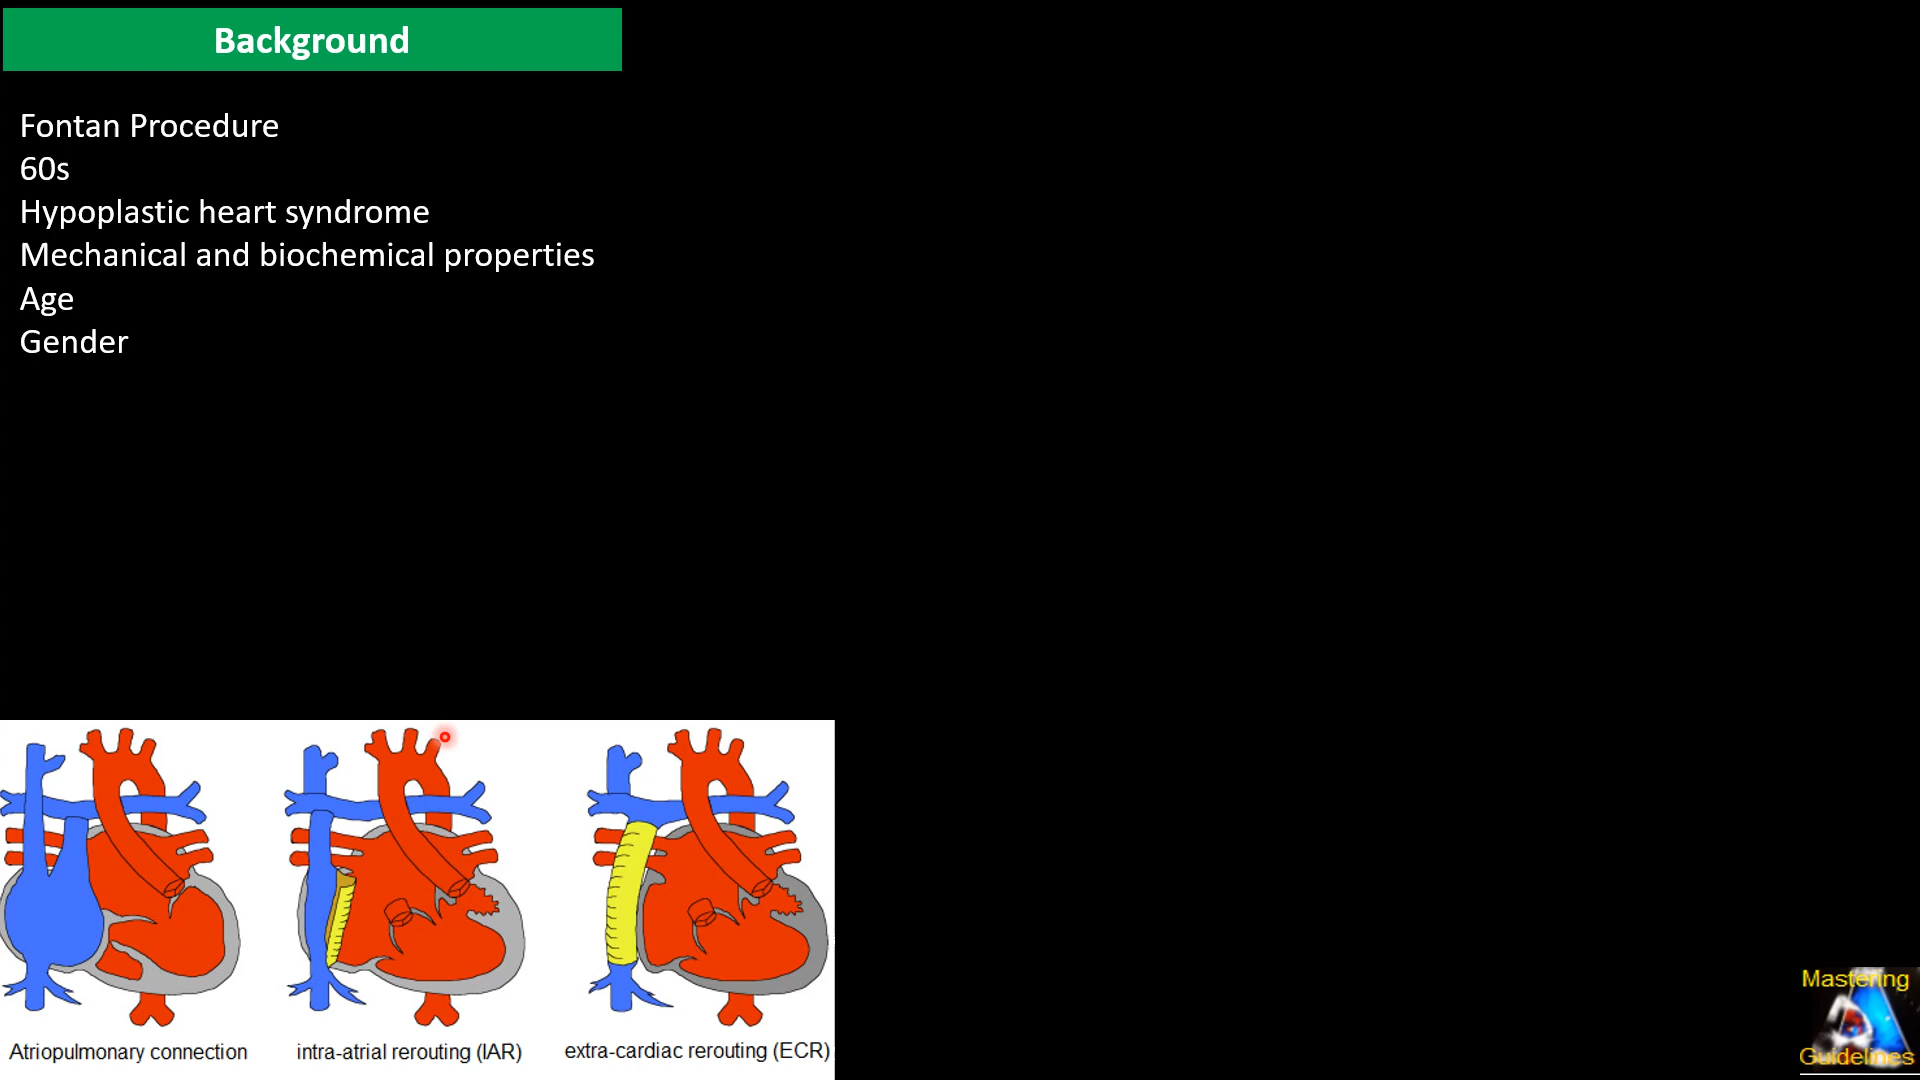 Background
Fontan Procedure
60s
Hypoplastic heart syndrome
Mechanical and biochemical properties
Age
Gender
Atriopulmonary connection
intra-atrial rerouting (IAR)
extra-cardiac rerouting (ECR)
Mastering
Guidelines